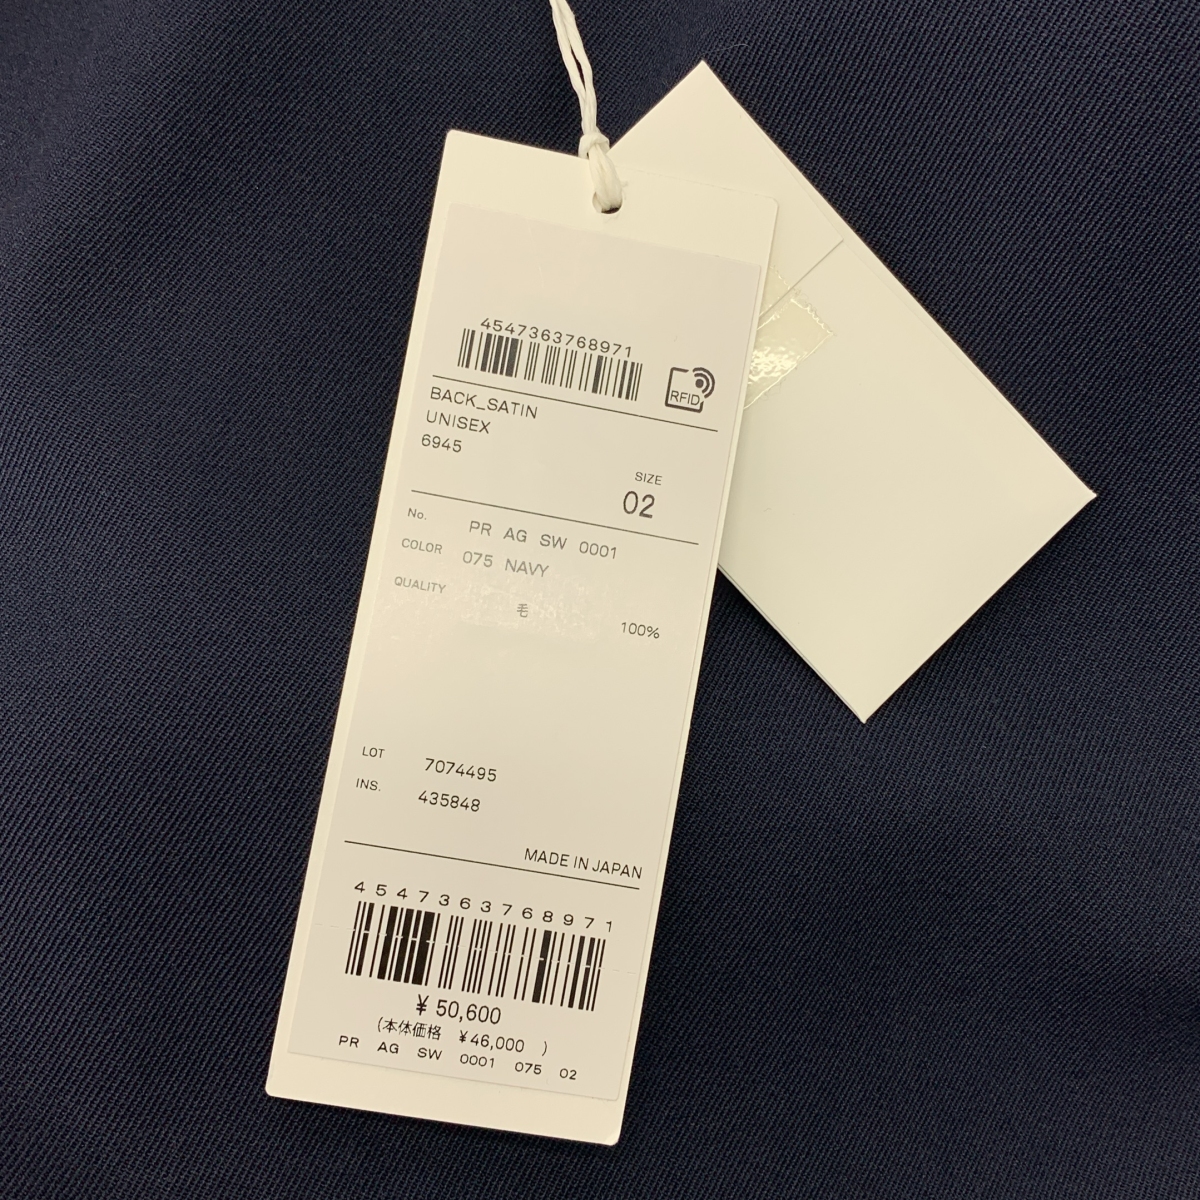 4547363768971
RFID
BACK_SATIN
UNISEX
6945
SIZE
02
No. PR AG SW 0001
COLOR 075 NAVY
QUALITY
毛
100%
LOT 7074495
INS. 435848
MADE IN JAPAN
4547363768971
¥ 50,600
(本体価格 ¥46,000 )
PR AG SW 0001 075 02